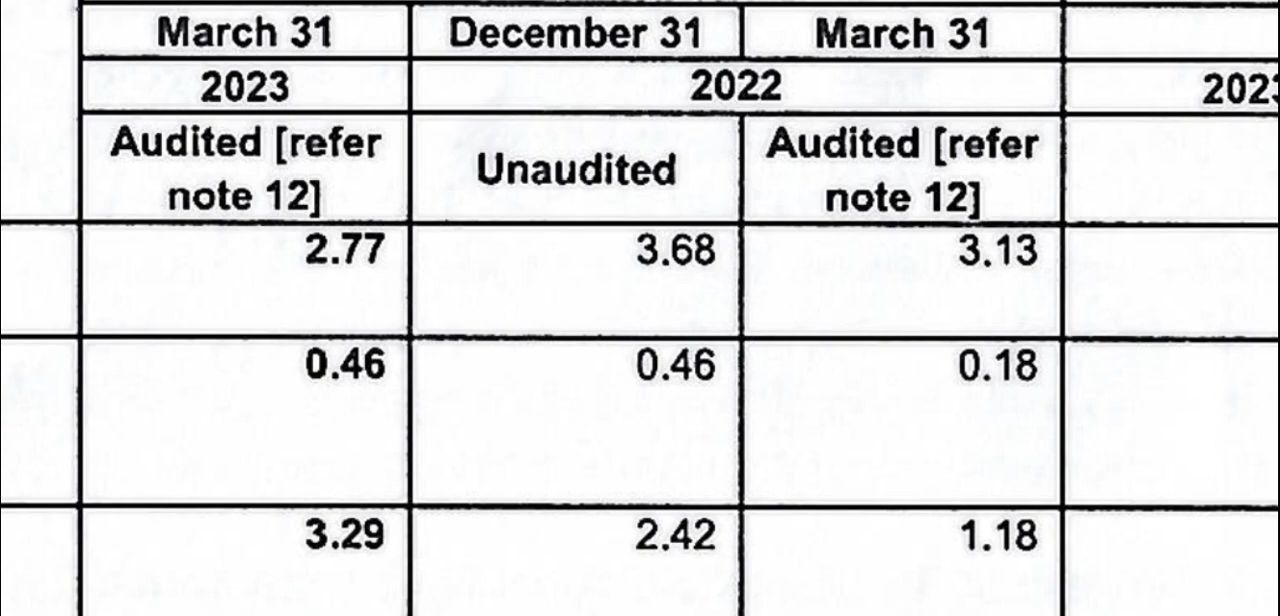 March 31 December 31 March 31
2023 2022
Audited [refer note 12] Unaudited Audited [refer note 12]
2.77 3.68 3.13
0.46 0.46 0.18
3.29 2.42 1.18